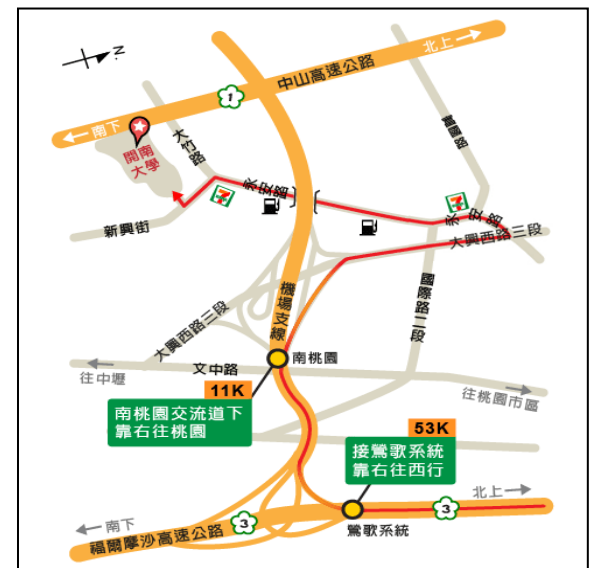 北上
N
中山高速公路
1
南下
大竹路
開南
大學
永安路
7
7
永安路
大興西路三段
新興街
國際路二段
機場支線
大興西路三段
南桃園
文中路
往中壢
往桃園市區
11K
南桃園交流道下
靠右往桃園
53K
接鶯歌系統
靠右往西行
北上
3
南下
3
福爾摩沙高速公路
鶯歌系統